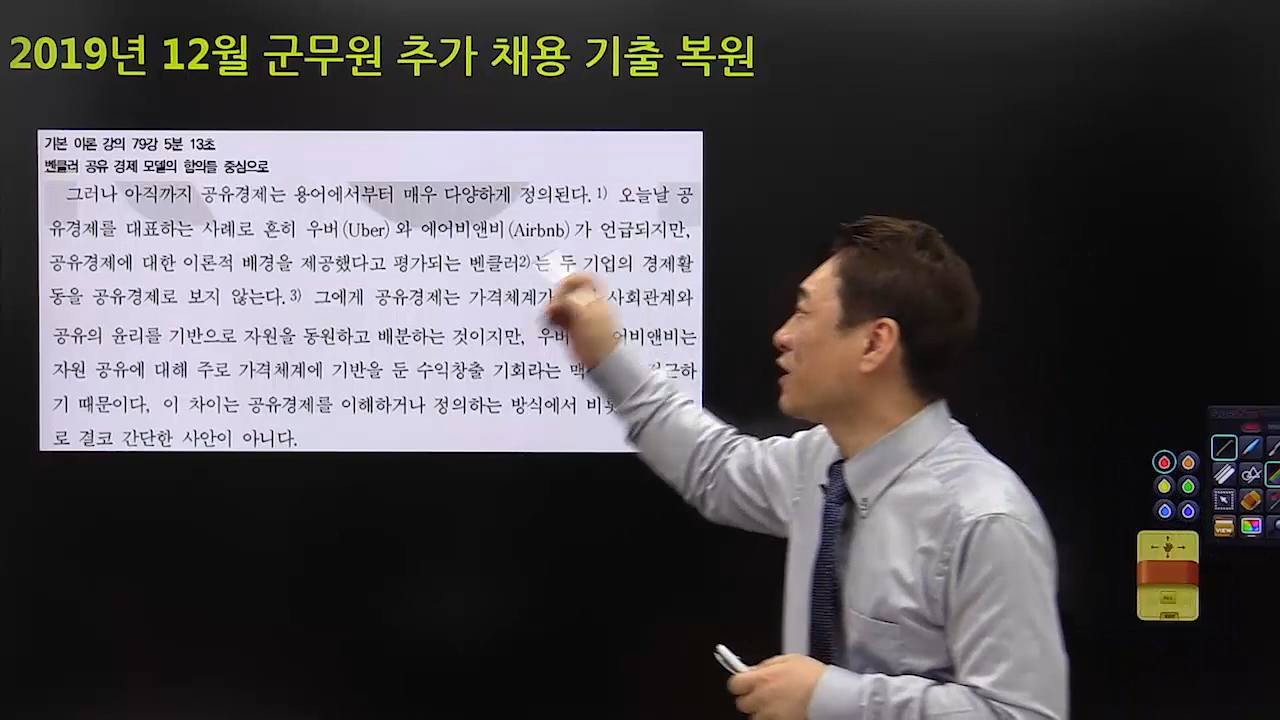 2019년 12월 군무원 추가 채용 기출 복원
기본 이론 강의 79강 5분 13초
벤클러 공유 경제 모델의 함의들 중심으로
그러나 아직까지 공유경제는 용어에서부터 매우 다양하게 정의된다.1) 오늘날 공
유경제를 대표하는 사례로 흔히 우버(Uber)와 에어비앤비(Airbnb)가 언급되지만,
공유경제에 대한 이론적 배경을 제공했다고 평가되는 벤클러2)는 두 기업의 경제활
동을 공유경제로 보지 않는다.3) 그에게 공유경제는 가격체계가 사회관계와
공유의 윤리를 기반으로 자원을 동원하고 배분하는 것이지만, 우버 어비앤비는
자원 공유에 대해 주로 가격체계에 기반을 둔 수익창출 기회라는 근하
기 때문이다, 이 차이는 공유경제를 이해하거나 정의하는 방식에서
로 결코 간단한 사안이 아니다.
VIEW